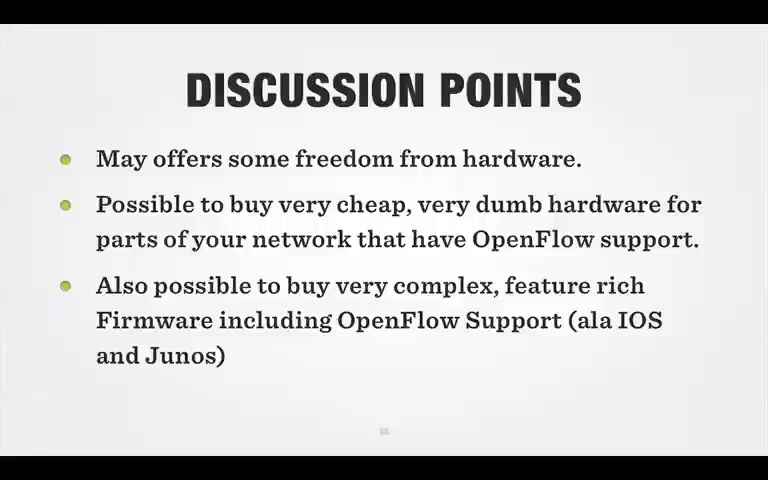 DISCUSSION POINTS
May offers some freedom from hardware.
Possible to buy very cheap, very dumb hardware for
parts of your network that have OpenFlow support.
Also possible to buy very complex, feature rich
Firmware including OpenFlow Support (ala IOS
and Junos)